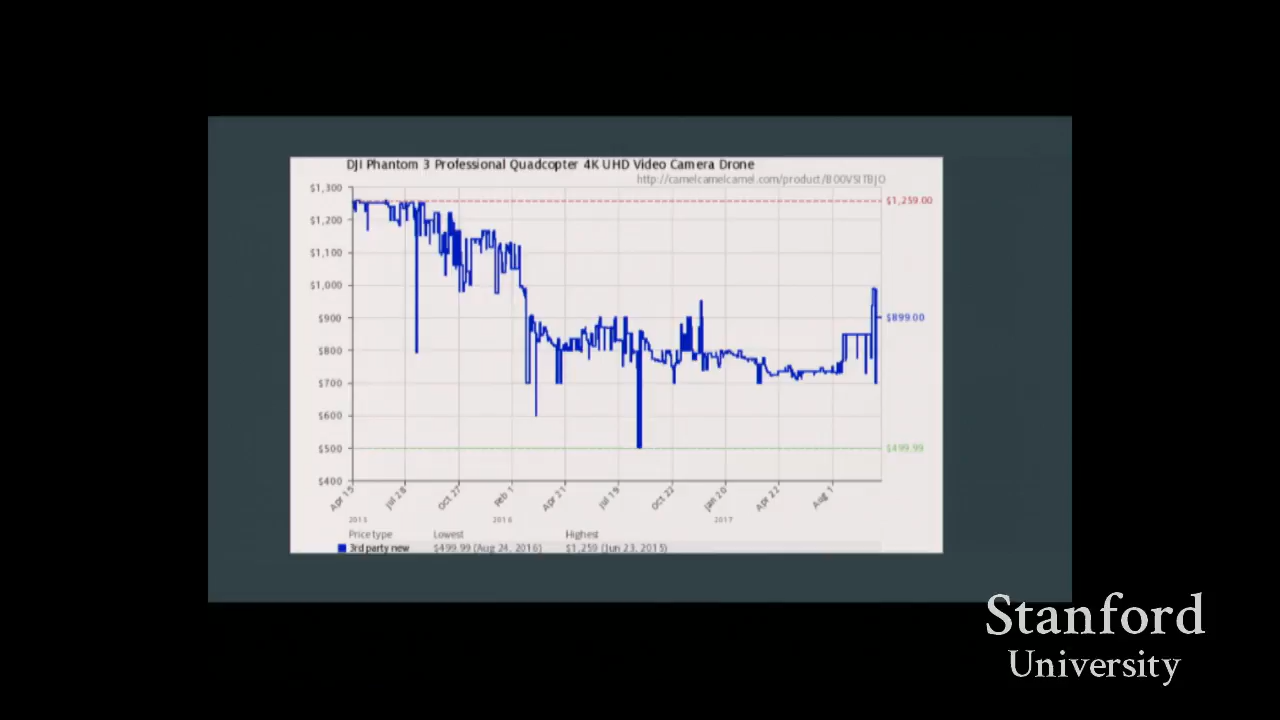 DJI Phantom 3 Professional Quadcopter 4K UHD Video Camera Drone
http://camelcamelcamel.com/product/B00VSITBJO
$1,300
$1,259.00
$1,200
$1,100
$1,000
$900
$899.00
$800
$700
$600
$500
$499.99
$400
Apr 15
Jul 28
Oct 27
Feb 1
Apr 21
Jul 19
Oct 22
Jan 20
Apr 22
Aug 1
2015
2016
2017
Price type Lowest Highest
3rd party new $499.99 (Aug 24, 2016) $1,259 (Jun 23, 2015)
Stanford
University